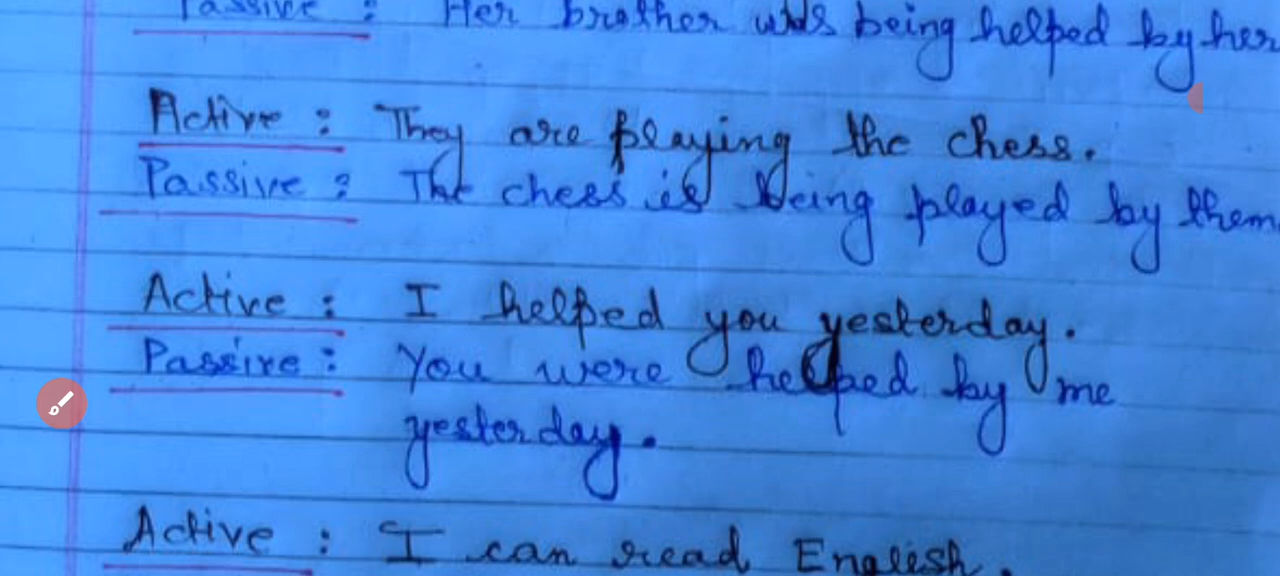 Passive : Her brother was being helped by her
Active : They are playing the chess.
Passive : The chess is being played by them
Active : I helped you yesterday.
Passive : You were helped by me
yesterday.
Active : I can read English.